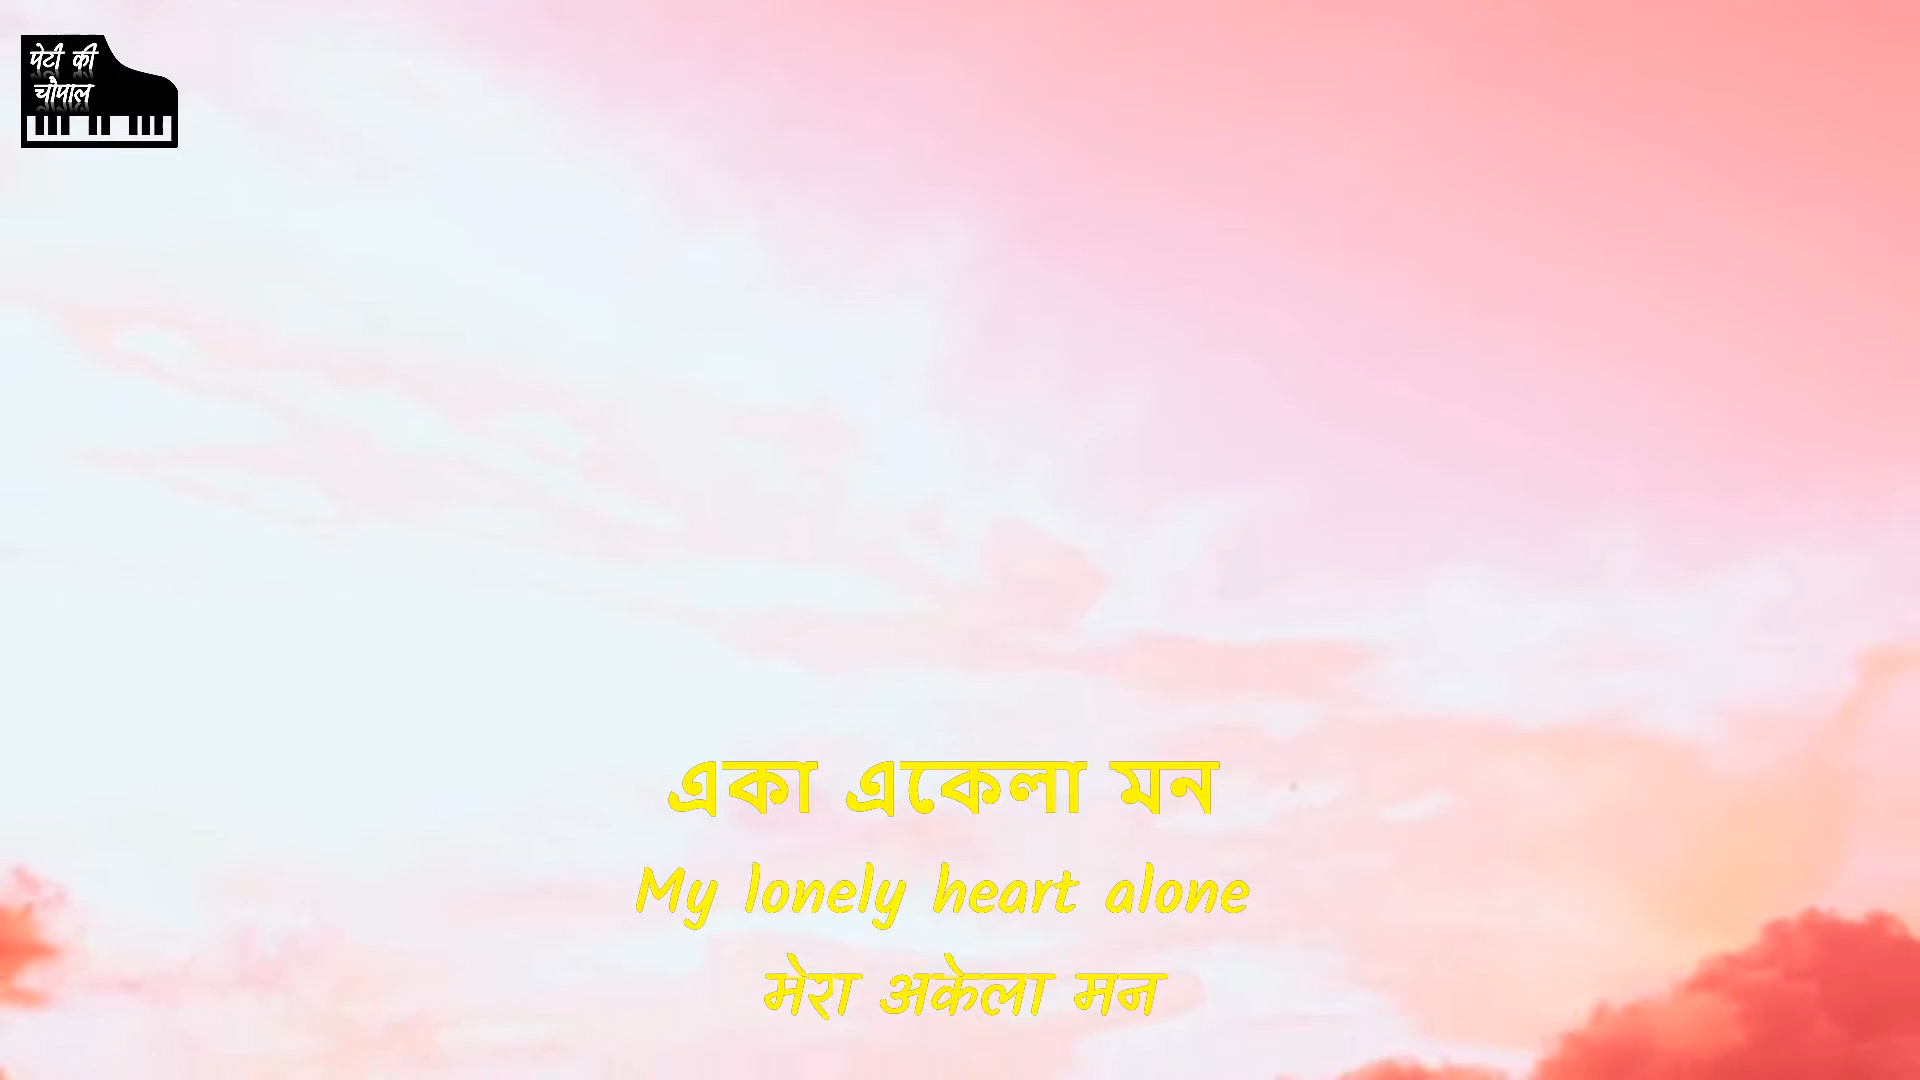 पेटी की
चौपाल
একা একেলা মন
My lonely heart alone
मेरा अकेला मन